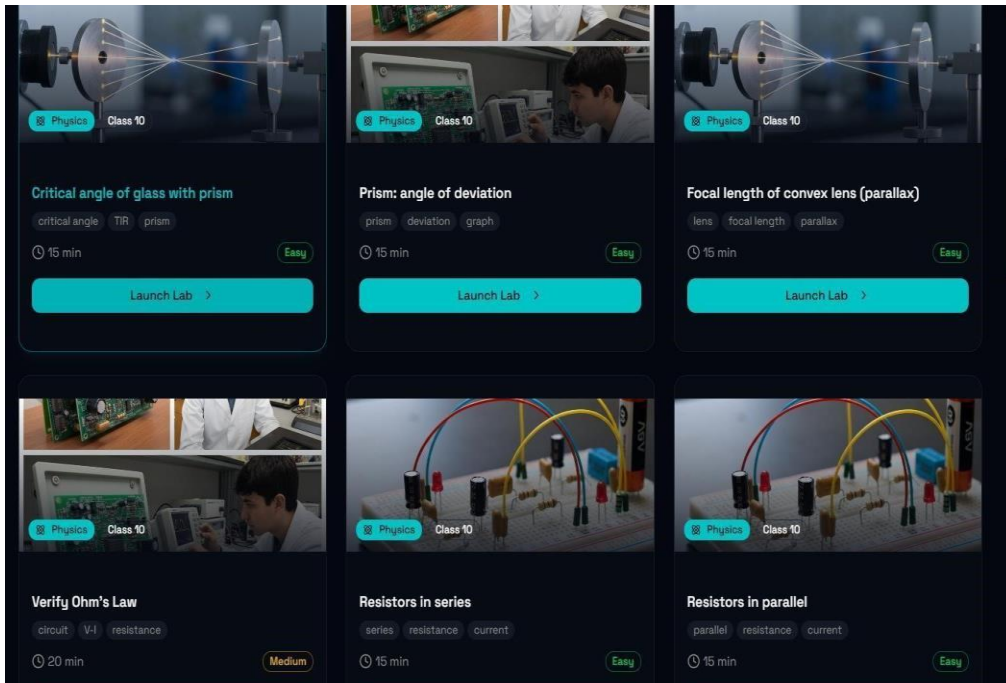 Physics Class 10
Physics Class 10
Physics Class 10
Critical angle of glass with prism
Prism: angle of deviation
Focal length of convex lens (parallax)
critical angle TIR prism
prism deviation graph
lens focal length parallax
15 min Easy
15 min Easy
15 min Easy
Launch Lab >
Launch Lab >
Launch Lab >
Physics Class 10
Physics Class 10
Physics Class 10
Verify Ohm's Law
Resistors in series
Resistors in parallel
circuit V-I resistance
series resistance current
parallel resistance current
20 min Medium
15 min Easy
15 min Easy